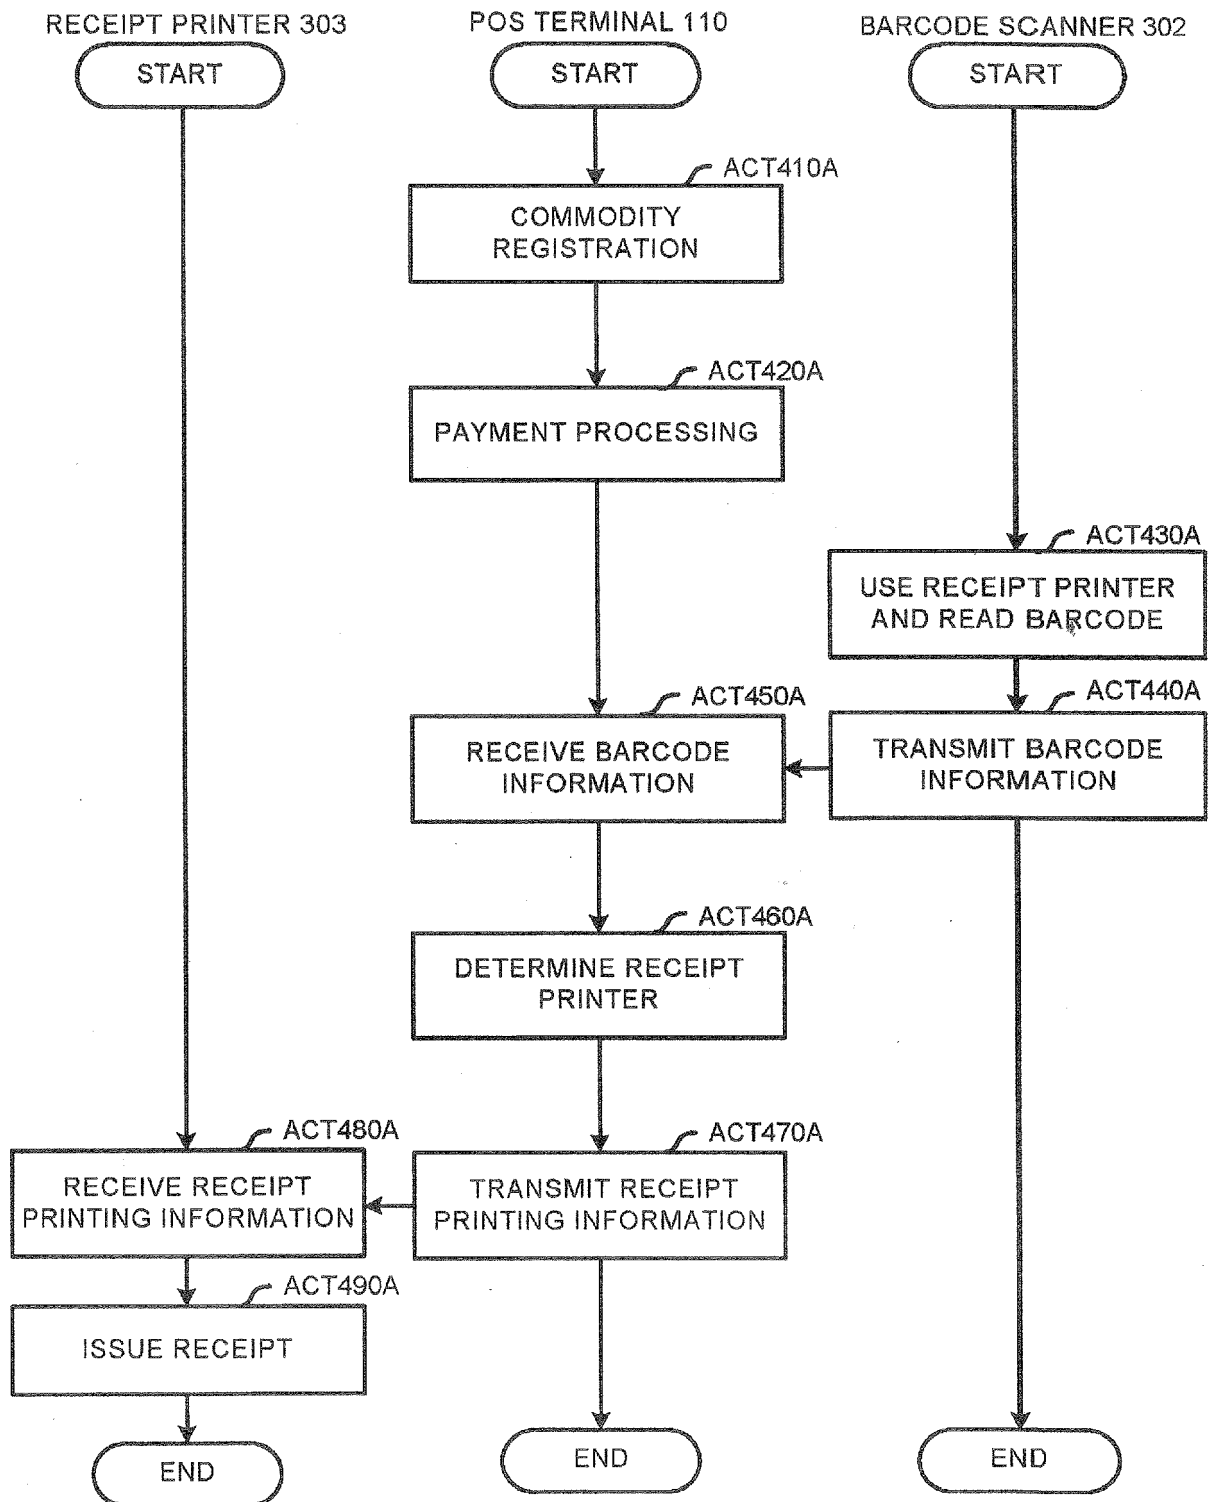 RECEIPT PRINTER 303
POS TERMINAL 110
BARCODE SCANNER 302
START
START
START
ACT410A
COMMODITY
REGISTRATION
ACT420A
PAYMENT PROCESSING
ACT430A
USE RECEIPT PRINTER
AND READ BARCODE
ACT440A
TRANSMIT BARCODE
INFORMATION
ACT450A
RECEIVE BARCODE
INFORMATION
ACT460A
DETERMINE RECEIPT
PRINTER
ACT470A
TRANSMIT RECEIPT
PRINTING INFORMATION
ACT480A
RECEIVE RECEIPT
PRINTING INFORMATION
ACT490A
ISSUE RECEIPT
END
END
END